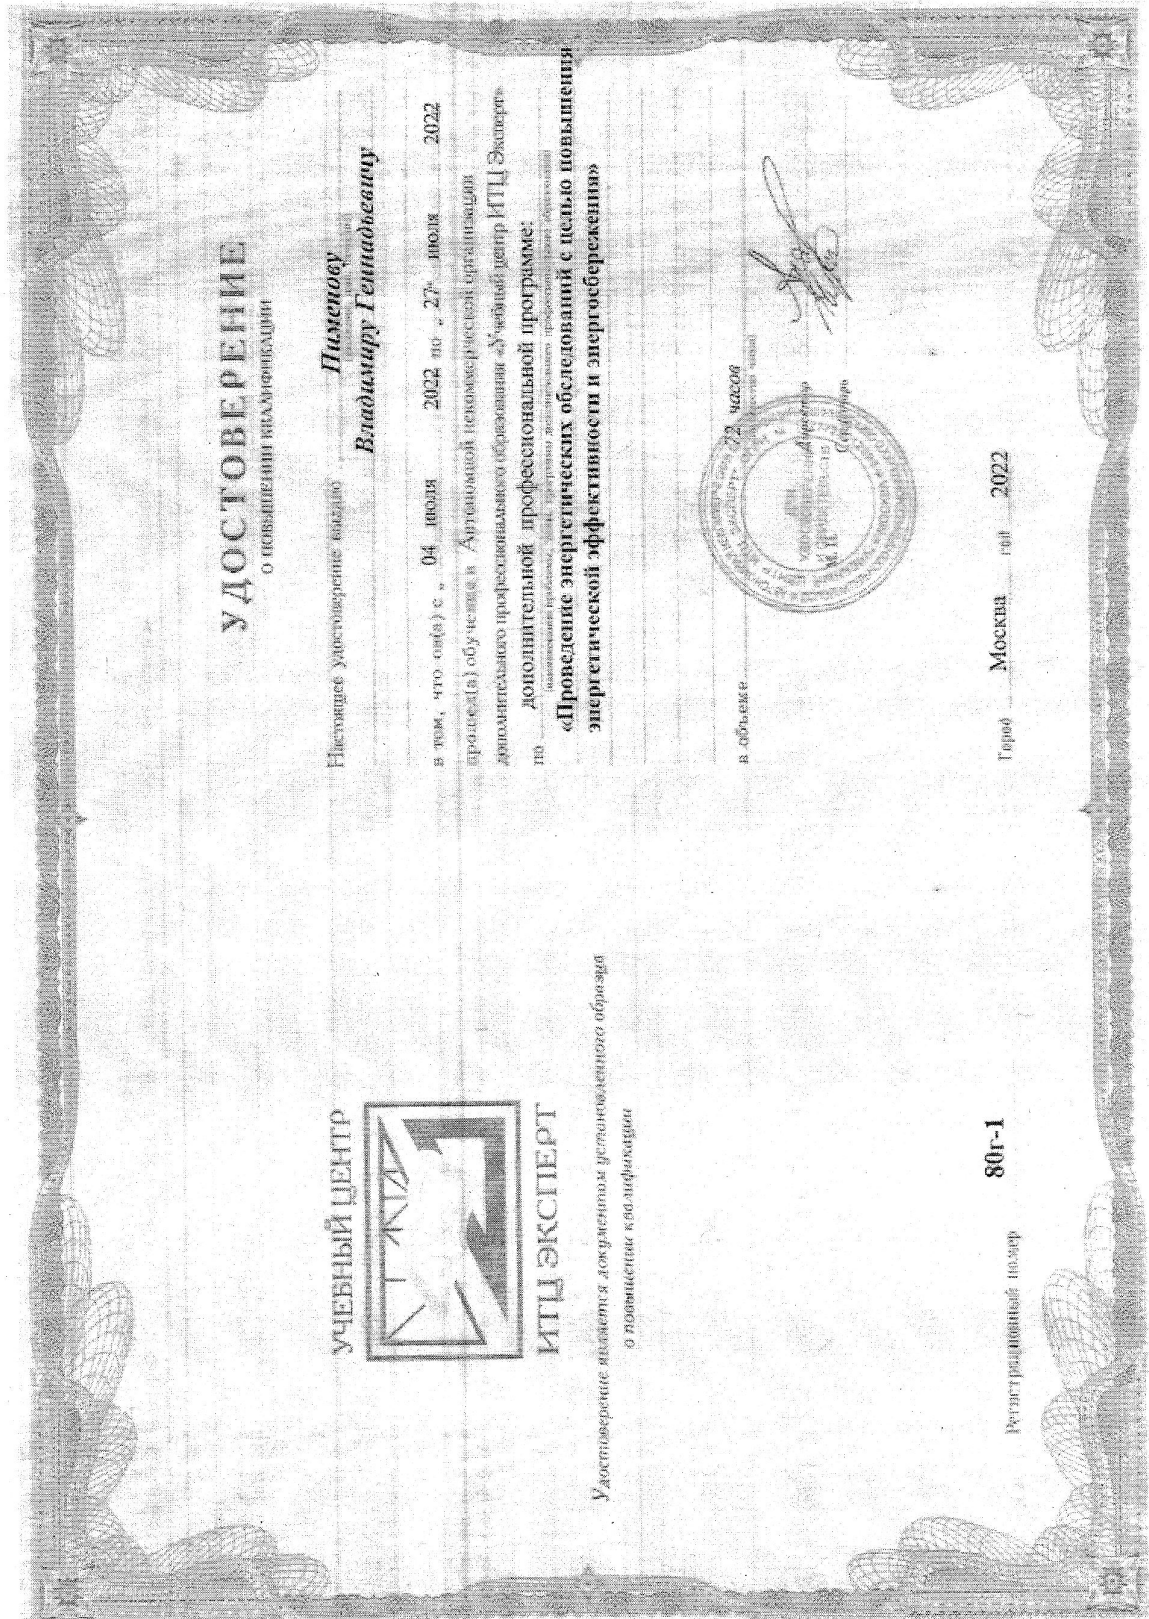 УЧЕБНЫЙ ЦЕНТР
ИТЦ ЭКСПЕРТ
Удостоверение является документом установленного образца
о повышении квалификации
Регистрационный номер 80г-1
УДОСТОВЕРЕНИЕ
О ПОВЫШЕНИИ КВАЛИФИКАЦИИ
Настоящее удостоверение выдано Пименову
Владимиру Геннадьевичу
в том, что он(а) с „ 04 июля 2022 по „ 27“ июля 2022
прошел(а) обучение в Автономной некоммерческой организации
дополнительного профессионального образования «Учебный центр ИТЦ Эксперт»
по дополнительной профессиональной программе:
«Проведение энергетических обследований с целью повышения
энергетической эффективности и энергосбережения»
в объеме 72 часов
Директор
М.П.
Секретарь
Город Москва год 2022